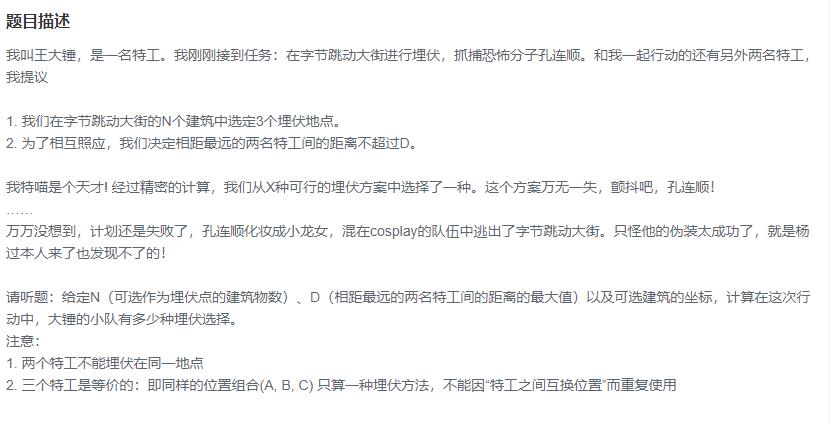 题目描述
我叫王大锤，是一名特工。我刚刚接到任务：在字节跳动大街进行埋伏，抓捕恐怖分子孔连顺。和我一起行动的还有另外两名特工，
我提议
1. 我们在字节跳动大街的N个建筑中选定3个埋伏地点。
2. 为了相互照应，我们决定相距最远的两名特工间的距离不超过D。
我特喵是个天才! 经过精密的计算，我们从X种可行的埋伏方案中选择了一种。这个方案万无一失，颤抖吧，孔连顺！
……
万万没想到，计划还是失败了，孔连顺化妆成小龙女，混在cosplay的队伍中逃出了字节跳动大街。只怪他的伪装太成功了，就是杨
过本人来了也发现不了的！
请听题：给定N（可选作为埋伏点的建筑物数）、D（相距最远的两名特工间的距离的最大值）以及可选建筑的坐标，计算在这次行
动中，大锤的小队有多少种埋伏选择。
注意：
1. 两个特工不能埋伏在同一地点
2. 三个特工是等价的：即同样的位置组合(A, B, C) 只算一种埋伏方法，不能因“特工之间互换位置”而重复使用